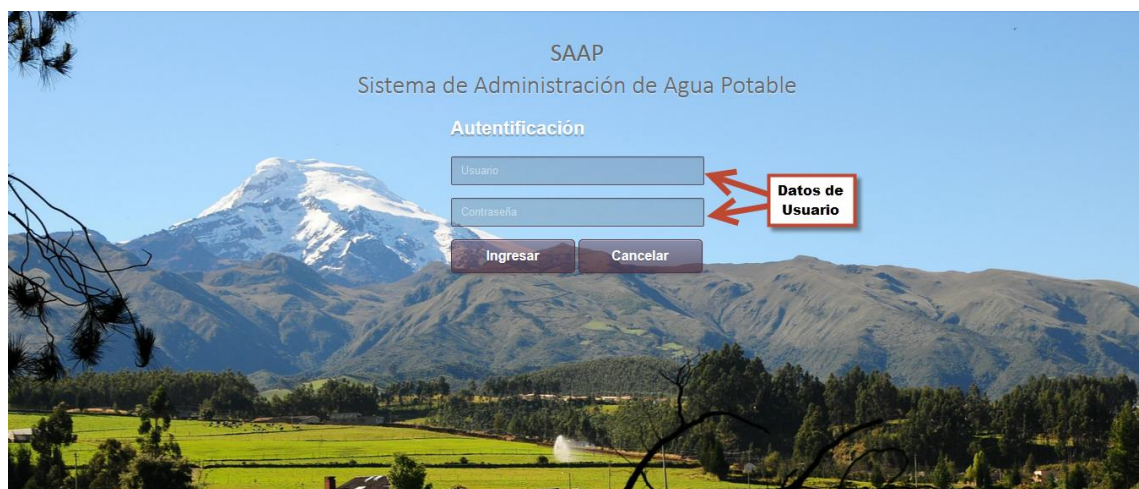 SAAP
Sistema de Administración de Agua Potable
Autentificación
Usuario
Contraseña
Datos de
Usuario
Ingresar
Cancelar